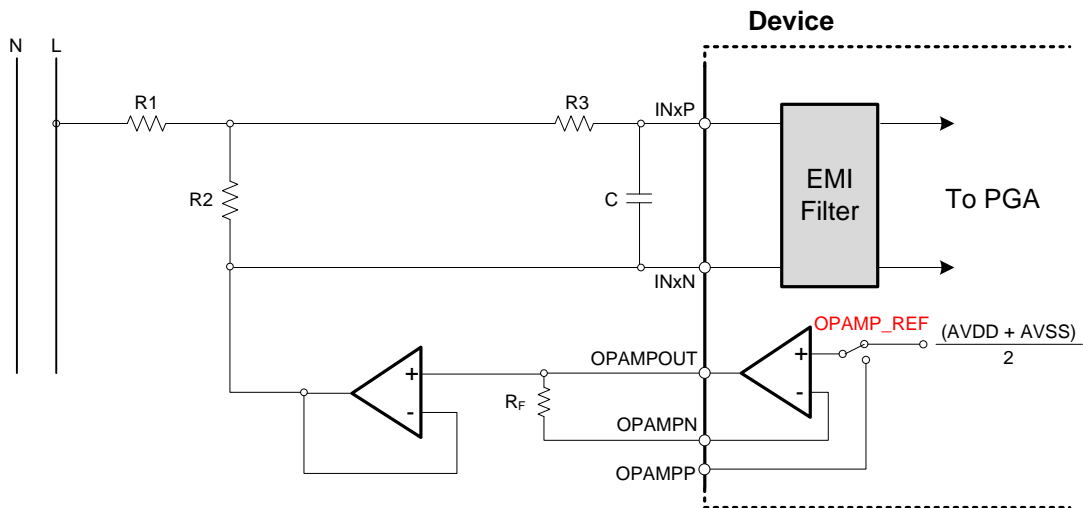 Device
N L
R1
R3
INxP
R2
C
EMI
Filter
To PGA
INxN
OPAMP_REF
(AVDD + AVSS)
2
OPAMPOUT
+
-
+
-
RF
OPAMPN
OPAMPP